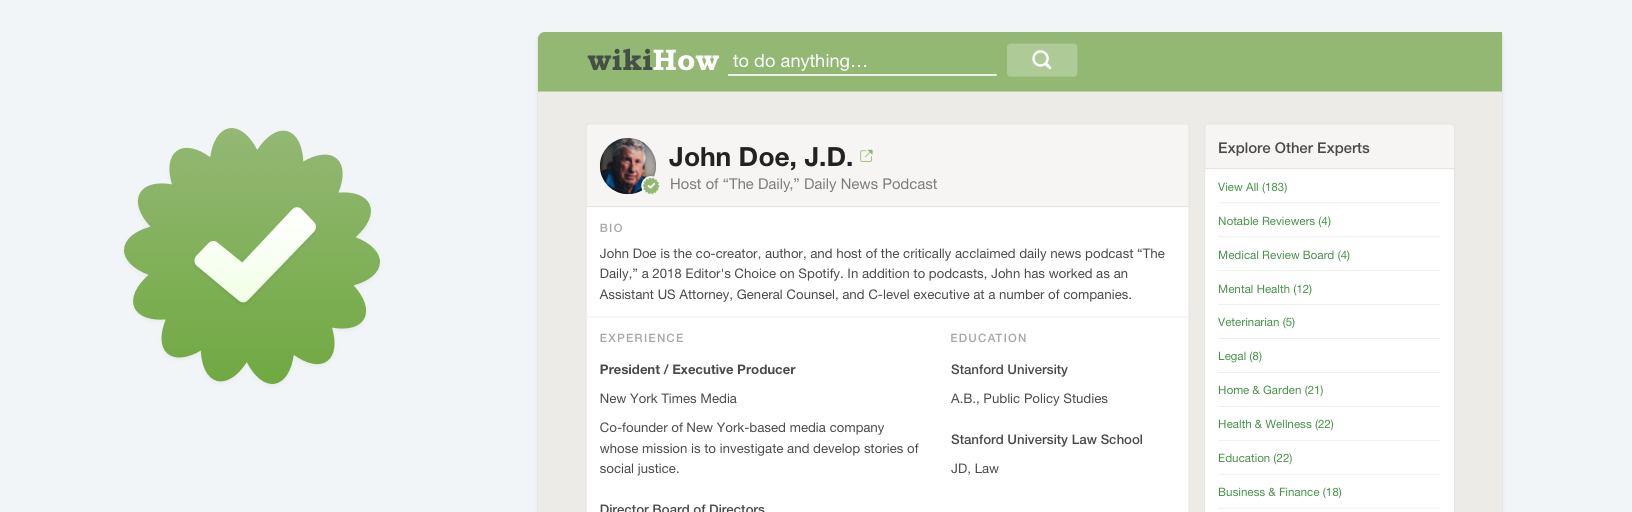 wikiHow to do anything...
John Doe, J.D.
Host of “The Daily,” Daily News Podcast
BIO
John Doe is the co-creator, author, and host of the critically acclaimed daily news podcast “The
Daily,” a 2018 Editor's Choice on Spotify. In addition to podcasts, John has worked as an
Assistant US Attorney, General Counsel, and C-level executive at a number of companies.
EXPERIENCE
President / Executive Producer
New York Times Media
Co-founder of New York-based media company
whose mission is to investigate and develop stories of
social justice.
Director Board of Directors
EDUCATION
Stanford University
A.B., Public Policy Studies
Stanford University Law School
JD, Law
Explore Other Experts
View All (183)
Notable Reviewers (4)
Medical Review Board (4)
Mental Health (12)
Veterinarian (5)
Legal (8)
Home & Garden (21)
Health & Wellness (22)
Education (22)
Business & Finance (18)